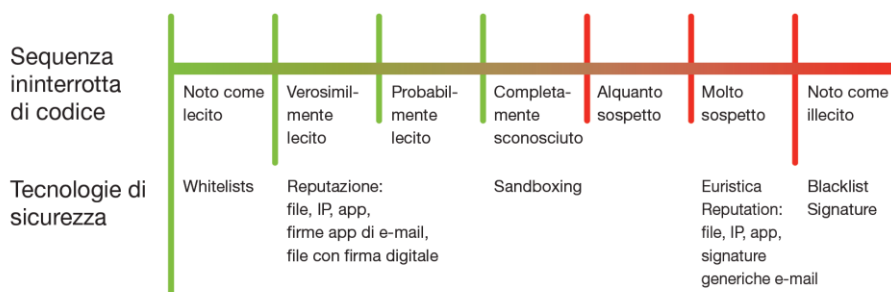 Sequenza
ininterrotta
di codice
Noto come
lecito
Verosimil-
mente
lecito
Probabil-
mente
lecito
Completa-
mente
sconosciuto
Alquanto
sospetto
Molto
sospetto
Noto come
illecito
Tecnologie di
sicurezza
Whitelists
Reputazione:
file, IP, app,
firme app di e-mail,
file con firma digitale
Sandboxing
Euristica
Reputation:
file, IP, app,
signature
generiche e-mail
Blacklist
Signature